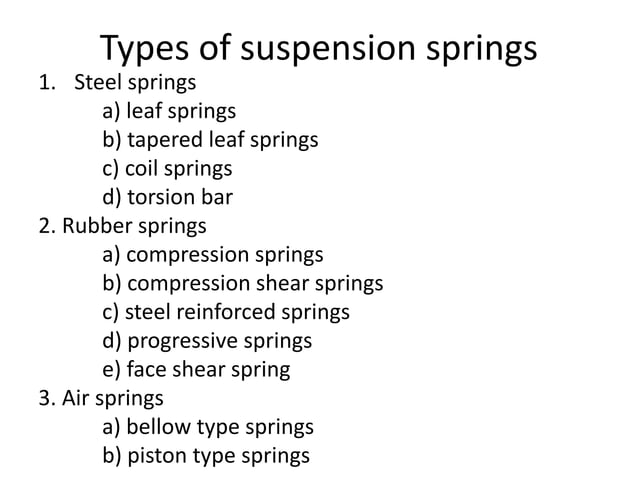 Types of suspension springs
1. Steel springs
a) leaf springs
b) tapered leaf springs
c) coil springs
d) torsion bar
2. Rubber springs
a) compression springs
b) compression shear springs
c) steel reinforced springs
d) progressive springs
e) face shear spring
3. Air springs
a) bellow type springs
b) piston type springs